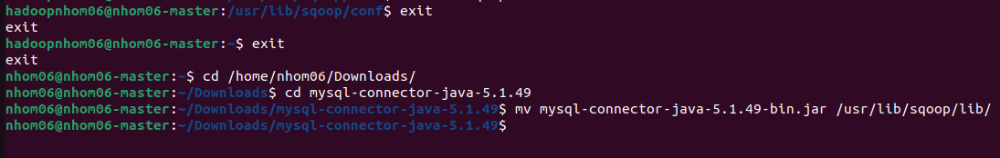 hadoopnhom06@nhom06-master:/usr/lib/sqoop/conf$ exit
exit
hadoopnhom06@nhom06-master:~$ exit
exit
nhom06@nhom06-master:~$ cd /home/nhom06/Downloads/
nhom06@nhom06-master:~/Downloads$ cd mysql-connector-java-5.1.49
nhom06@nhom06-master:~/Downloads/mysql-connector-java-5.1.49$ mv mysql-connector-java-5.1.49-bin.jar /usr/lib/sqoop/lib/
nhom06@nhom06-master:~/Downloads/mysql-connector-java-5.1.49$